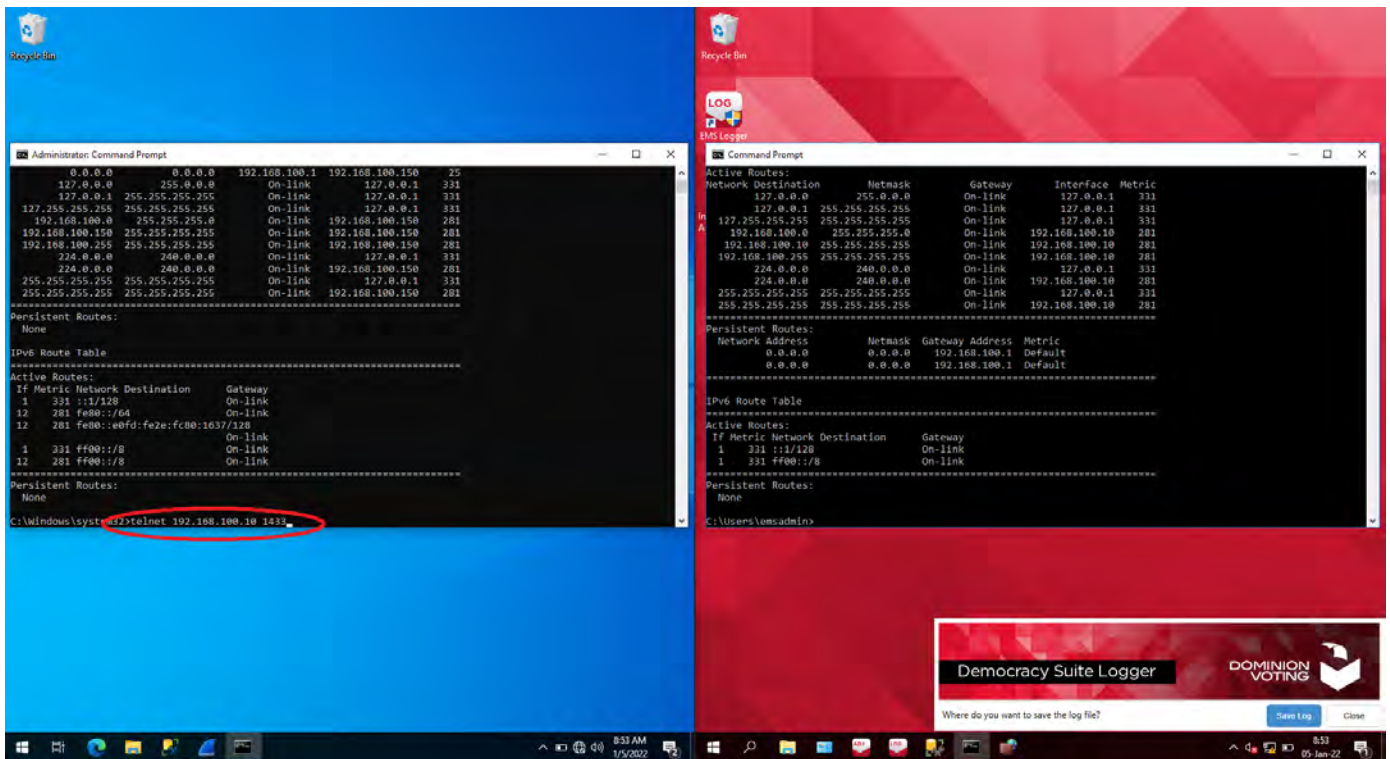 Recycle Bin
Administrator: Command Prompt
0.0.0.0 0.0.0.0 192.168.100.1 192.168.100.150 25
127.0.0.0 255.0.0.0 On-link 127.0.0.1 331
127.0.0.1 255.255.255.255 On-link 127.0.0.1 331
127.255.255.255 255.255.255.255 On-link 127.0.0.1 331
192.168.100.0 255.255.255.0 On-link 192.168.100.150 281
192.168.100.150 255.255.255.255 On-link 192.168.100.150 281
192.168.100.255 255.255.255.255 On-link 192.168.100.150 281
224.0.0.0 240.0.0.0 On-link 127.0.0.1 331
224.0.0.0 240.0.0.0 On-link 192.168.100.150 281
255.255.255.255 255.255.255.255 On-link 127.0.0.1 331
255.255.255.255 255.255.255.255 On-link 192.168.100.150 281
Persistent Routes:
None
IPv6 Route Table
Active Routes:
If Metric Network Destination Gateway
1 331 ::1/128 On-link
12 281 fe80::/64 On-link
12 281 fe80::e0fd:fe2e:fc80:1637/128
On-link
1 331 ff00::/8 On-link
12 281 ff00::/8 On-link
Persistent Routes:
None
C:\Windows\system32>telnet 192.168.100.10 1433_
8:53 AM
1/5/2022
2
Recycle Bin
LOG
EMS Logger
Command Prompt
Active Routes:
Network Destination Netmask Gateway Interface Metric
127.0.0.0 255.0.0.0 On-link 127.0.0.1 331
127.0.0.1 255.255.255.255 On-link 127.0.0.1 331
127.255.255.255 255.255.255.255 On-link 127.0.0.1 331
192.168.100.0 255.255.255.0 On-link 192.168.100.10 281
192.168.100.10 255.255.255.255 On-link 192.168.100.10 281
192.168.100.255 255.255.255.255 On-link 192.168.100.10 281
224.0.0.0 240.0.0.0 On-link 127.0.0.1 331
224.0.0.0 240.0.0.0 On-link 192.168.100.10 281
255.255.255.255 255.255.255.255 On-link 127.0.0.1 331
255.255.255.255 255.255.255.255 On-link 192.168.100.10 281
Persistent Routes:
Network Address Netmask Gateway Address Metric
0.0.0.0 0.0.0.0 192.168.100.1 Default
0.0.0.0 0.0.0.0 192.168.100.1 Default
IPv6 Route Table
Active Routes:
If Metric Network Destination Gateway
1 331 ::1/128 On-link
1 331 ff00::/8 On-link
Persistent Routes:
None
C:\Users\emsadmin>
Democracy Suite Logger
DOMINION
VOTING
Where do you want to save the log file?
Save Log
Close
8:53
05-Jan-22
1